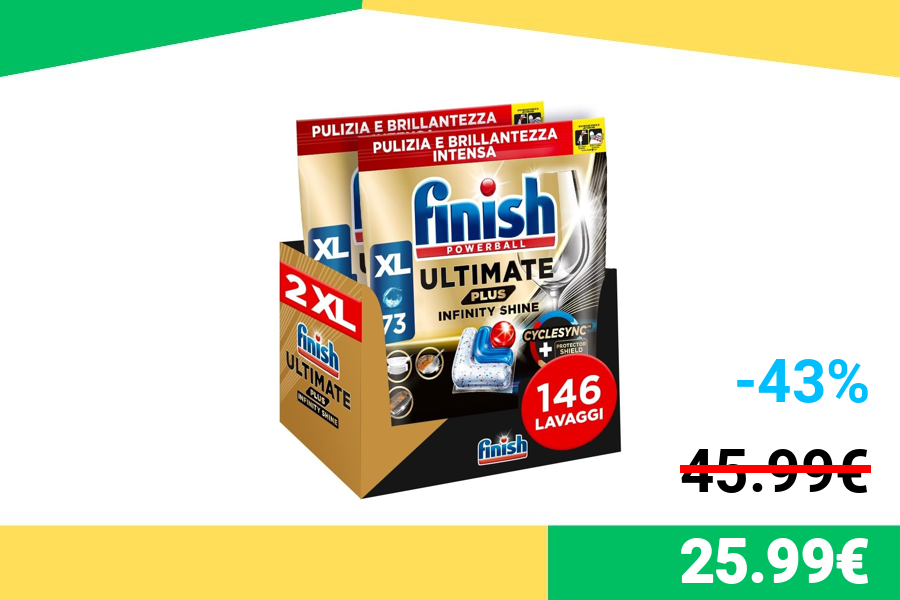 PULIZIA E BRILLANTEZZA
PULIZIA E BRILLANTEZZA
INTENSA
finish
POWERBALL
XL
XL
ULTIMATE
PLUS
INFINITY SHINE
73
CYCLESYNC
PROTECTOR
SHIELD
2 XL
finish
ULTIMATE
PLUS
INFINITY SHINE
146
LAVAGGI
finish
-43%
45.99€
25.99€